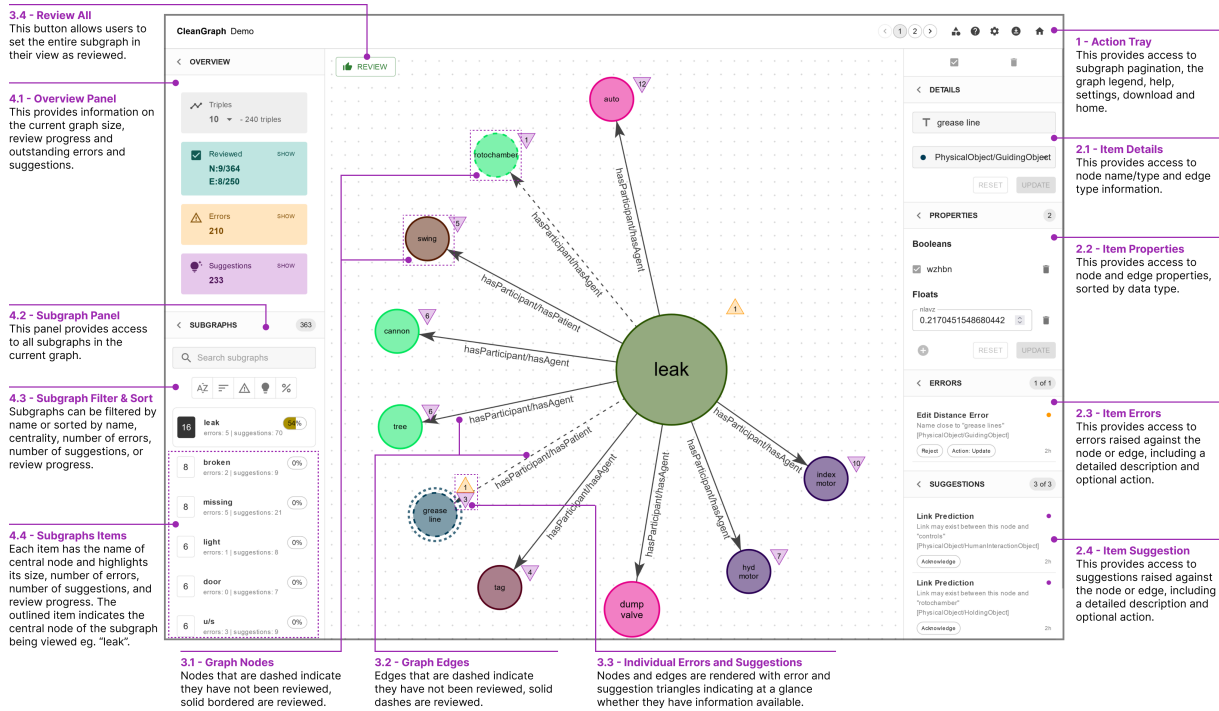 3.4 - Review All
This button allows users to
set the entire subgraph in
their view as reviewed.
4.1 - Overview Panel
This provides information on
the current graph size,
review progress and
outstanding errors and
suggestions.
4.2 - Subgraph Panel
This panel provides access
to all subgraphs in the
current graph.
4.3 - Subgraph Filter & Sort
Subgraphs can be filtered by
name or sorted by name,
centrality, number of errors,
number of suggestions, or
review progress.
4.4 - Subgraphs Items
Each item has the name of
central node and highlights
its size, number of errors,
number of suggestions, and
review progress. The
outlined item indicates the
central node of the subgraph
being viewed eg. "leak".
CleanGraph Demo
1 2
OVERVIEW
Triples
10 - 240 triples
Reviewed SHOW
N:9/364
E:8/250
Errors SHOW
210
Suggestions SHOW
233
SUBGRAPHS 363
Search subgraphs
AZ %
16 leak 54%
errors: 5 | suggestions: 70
8 broken 0%
errors: 2 | suggestions: 9
8 missing 0%
errors: 5 | suggestions: 21
6 light 0%
errors: 1 | suggestions: 8
6 door 0%
errors: 0 | suggestions: 7
6 u/s 0%
errors: 3 | suggestions: 9
REVIEW
auto
12
rotochamber
1
swing
5
cannon
6
tree
6
grease
line
1
3
tag
4
dump
valve
hyd
motor
7
index
motor
10
leak
1
hasParticipant/hasAgent
hasParticipant/hasAgent
hasParticipant/hasPatient
hasParticipant/hasAgent
hasParticipant/hasAgent
hasParticipant/hasPatient
hasParticipant/hasAgent
hasParticipant/hasAgent
hasParticipant/hasAgent
hasParticipant/hasAgent
DETAILS
grease line
PhysicalObject/GuidingObject
RESET UPDATE
PROPERTIES 2
Booleans
wzhbn
Floats
nlavz
0.2170451548680442
RESET UPDATE
ERRORS 1 of 1
Edit Distance Error
Name close to "grease lines"
[PhysicalObject/GuidingObject]
Reject Action: Update 2h
SUGGESTIONS 3 of 3
Link Prediction
Link may exist between this node and
"controls"
[PhysicalObject/HumanInteractionObject]
Acknowledge 2h
Link Prediction
Link may exist between this node and
"rotochamber"
[PhysicalObject/HoldingObject]
Acknowledge 2h
1 - Action Tray
This provides access to
subgraph pagination, the
graph legend, help,
settings, download and
home.
2.1 - Item Details
This provides access to
node name/type and edge
type information.
2.2 - Item Properties
This provides access to
node and edge properties,
sorted by data type.
2.3 - Item Errors
This provides access to
errors raised against the
node or edge, including a
detailed description and
optional action.
2.4 - Item Suggestion
This provides access to
suggestions raised against
the node or edge, including
a detailed description and
optional action.
3.1 - Graph Nodes
Nodes that are dashed indicate
they have not been reviewed,
solid bordered are reviewed.
3.2 - Graph Edges
Edges that are dashed indicate
they have not been reviewed, solid
dashes are reviewed.
3.3 - Individual Errors and Suggestions
Nodes and edges are rendered with error and
suggestion triangles indicating at a glance
whether they have information available.